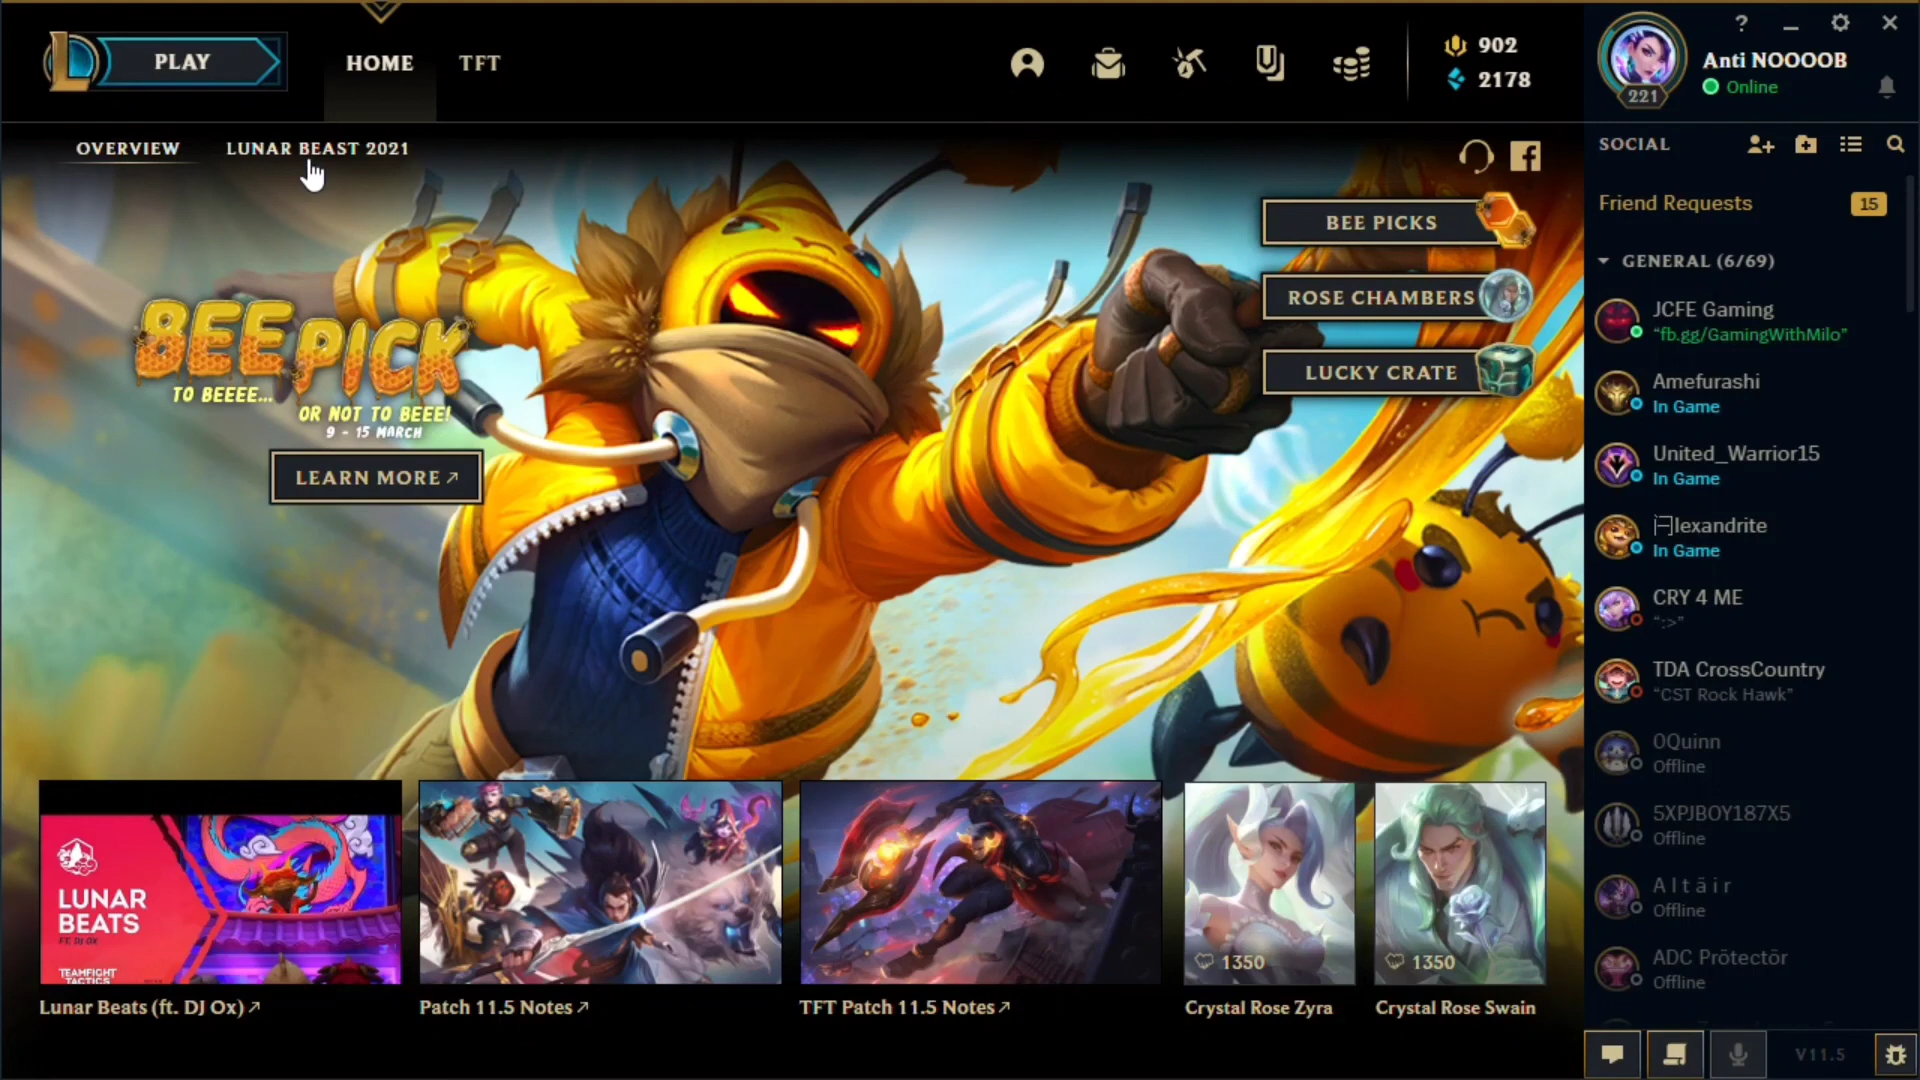 PLAY
HOME
TFT
902
2178
221
Anti NOOOOB
Online
OVERVIEW
LUNAR BEAST 2021
SOCIAL
Friend Requests
15
BEE PICKS
ROSE CHAMBERS
LUCKY CRATE
BEE PICK
TO BEEEE...
OR NOT TO BEEE!
9 - 15 MARCH
LEARN MORE
GENERAL (6/69)
JCFE Gaming
"fb.gg/GamingWithMilo"
Amefurashi
In Game
United_Warrior15
In Game
lexandrite
In Game
CRY 4 ME
":>"
TDA CrossCountry
"CST Rock Hawk"
0Quinn
Offline
5XPJBOY187X5
Offline
Altäir
Offline
ADC Prötectör
Offline
LUNAR
BEATS
FT. DJ OX
TEAMFIGHT
TACTICS
1350
1350
Lunar Beats (ft. DJ Ox)
Patch 11.5 Notes
TFT Patch 11.5 Notes
Crystal Rose Zyra
Crystal Rose Swain
V11.5